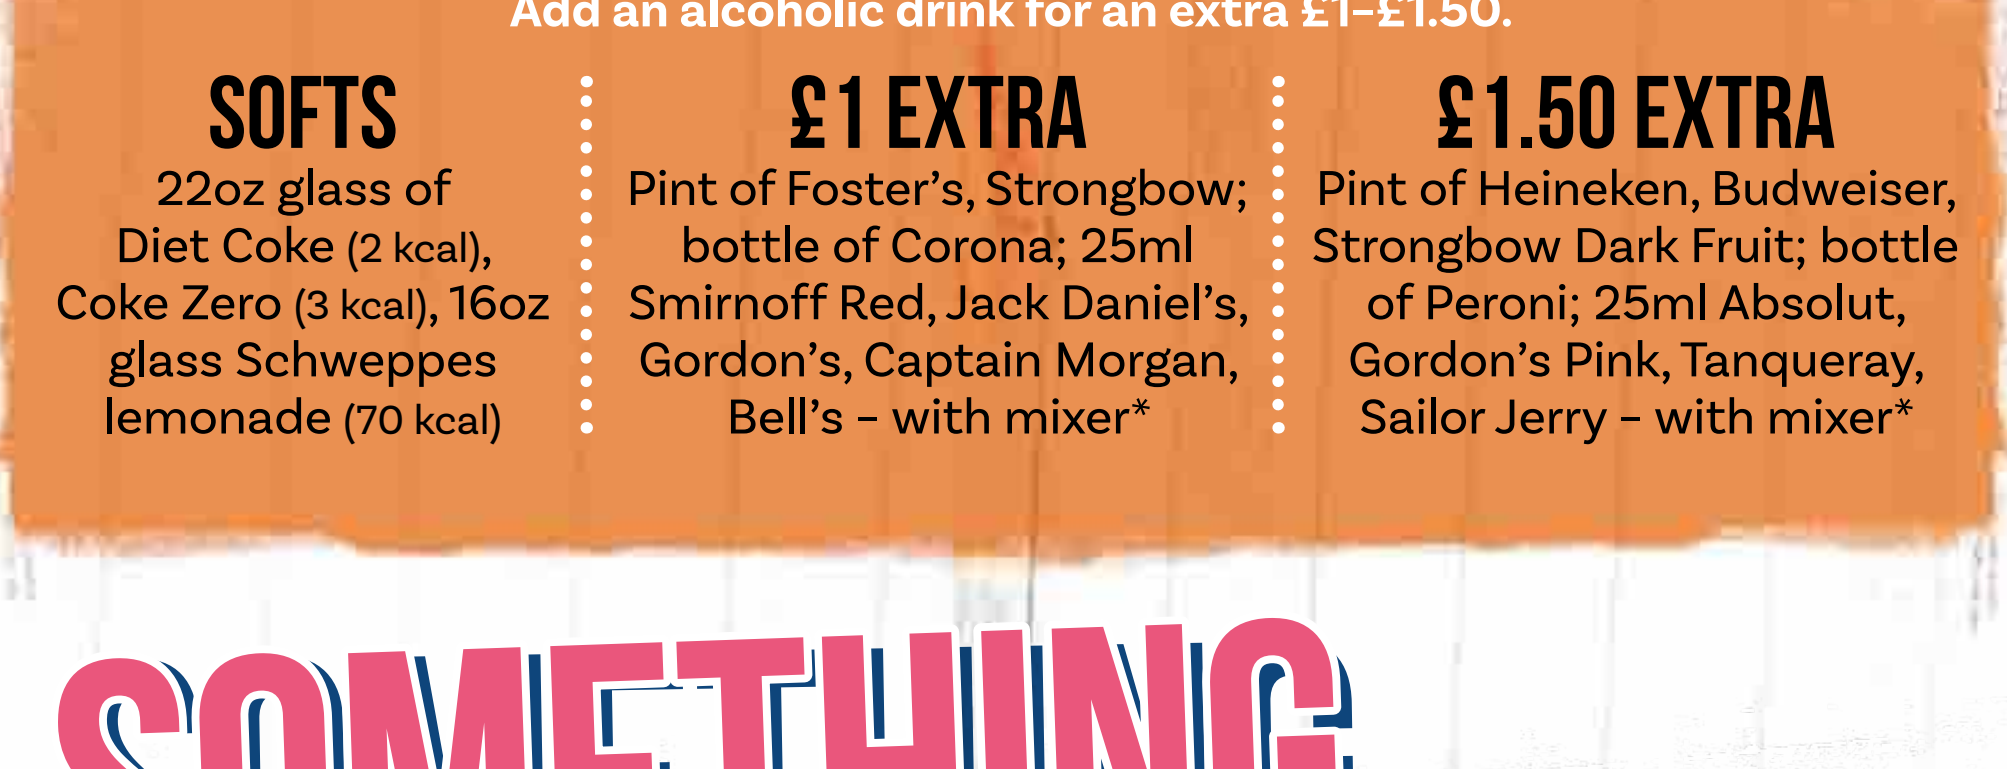 Add an alcoholic drink for an extra £1–£1.50.
SOFTS
22oz glass of
Diet Coke (2 kcal),
Coke Zero (3 kcal), 16oz
glass Schweppes
lemonade (70 kcal)
£1 EXTRA
Pint of Foster’s, Strongbow;
bottle of Corona; 25ml
Smirnoff Red, Jack Daniel’s,
Gordon’s, Captain Morgan,
Bell’s – with mixer*
£1.50 EXTRA
Pint of Heineken, Budweiser,
Strongbow Dark Fruit; bottle
of Peroni; 25ml Absolut,
Gordon’s Pink, Tanqueray,
Sailor Jerry – with mixer*
SOMETHING